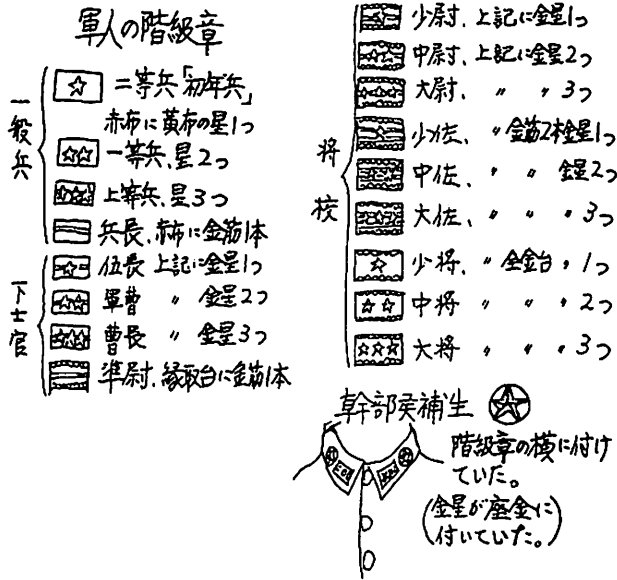 軍人の階級章
一般兵
二等兵「初年兵」
赤布に黄布の星1つ
一等兵、星2つ
上等兵、星3つ
兵長、赤布に金筋1本
下士官
伍長 上記に金星1つ
軍曹 〃 金星2つ
曹長 〃 金星3つ
準尉、縁取台に金筋1本
将校
少尉、上記に金星1つ
中尉、上記に金星2つ
大尉、〃 〃 3つ
少佐、〃 金筋2本金星1つ
中佐、〃 〃 金星2つ
大佐、〃 〃 〃 3つ
少将、〃 全金台 〃 1つ
中将 〃 〃 〃 2つ
大将 〃 〃 〃 3つ
幹部候補生
階級章の横に付け
ていた。
(金星が座金に
付いていた。)